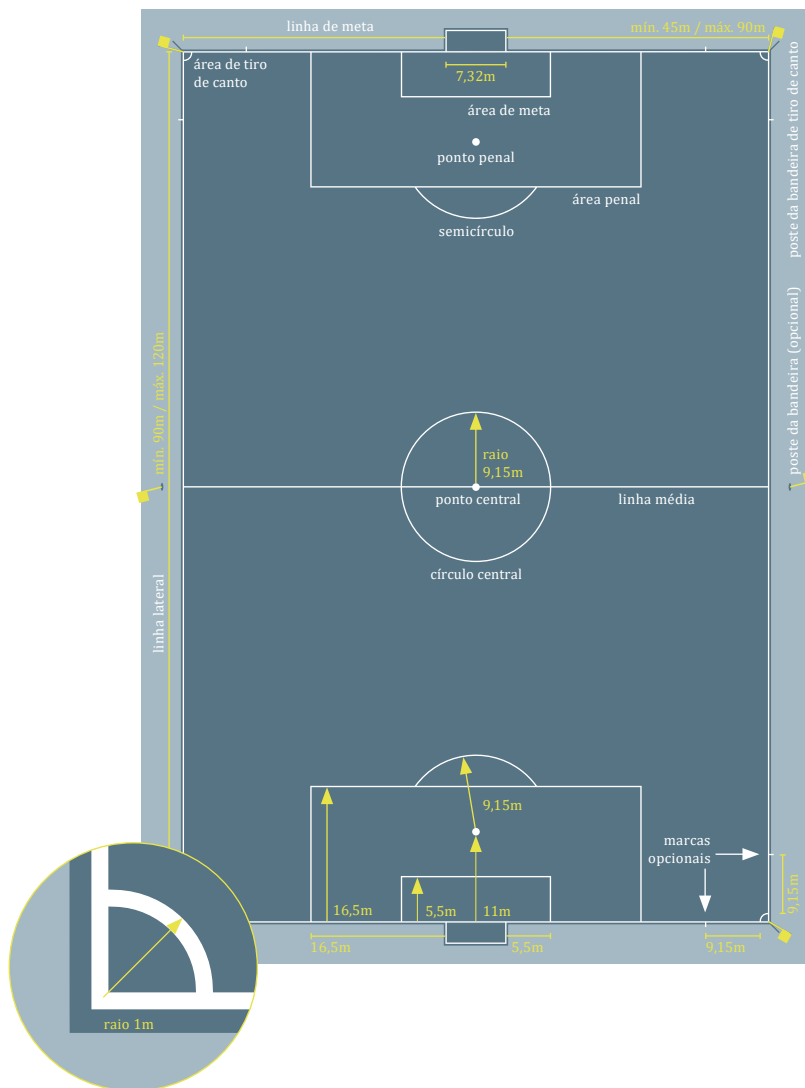 linha de meta
mín. 45m / máx. 90m
área de tiro
de canto
7,32m
área de meta
ponto penal
área penal
semicírculo
poste da bandeira de tiro de canto
mín. 90m / máx. 120m
poste da bandeira (opcional)
raio
9,15m
ponto central
linha média
círculo central
linha lateral
9,15m
marcas
opcionais
9,15m
16,5m
5,5m
11m
16,5m
5,5m
9,15m
raio 1m